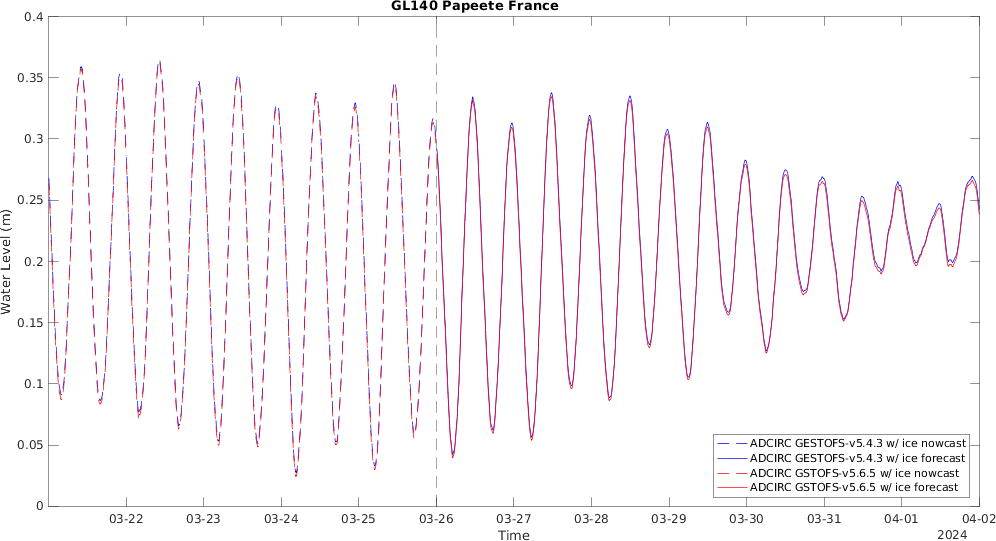 GL140 Papeete France
0.4
0.35
0.3
0.25
0.2
0.15
0.1
0.05
0
Water Level (m)
ADCIRC GESTOFS-v5.4.3 w/ ice nowcast
ADCIRC GESTOFS-v5.4.3 w/ ice forecast
ADCIRC GSTOFS-v5.6.5 w/ ice nowcast
ADCIRC GSTOFS-v5.6.5 w/ ice forecast
03-22 03-23 03-24 03-25 03-26 03-27 03-28 03-29 03-30 03-31 04-01 04-02
Time
2024